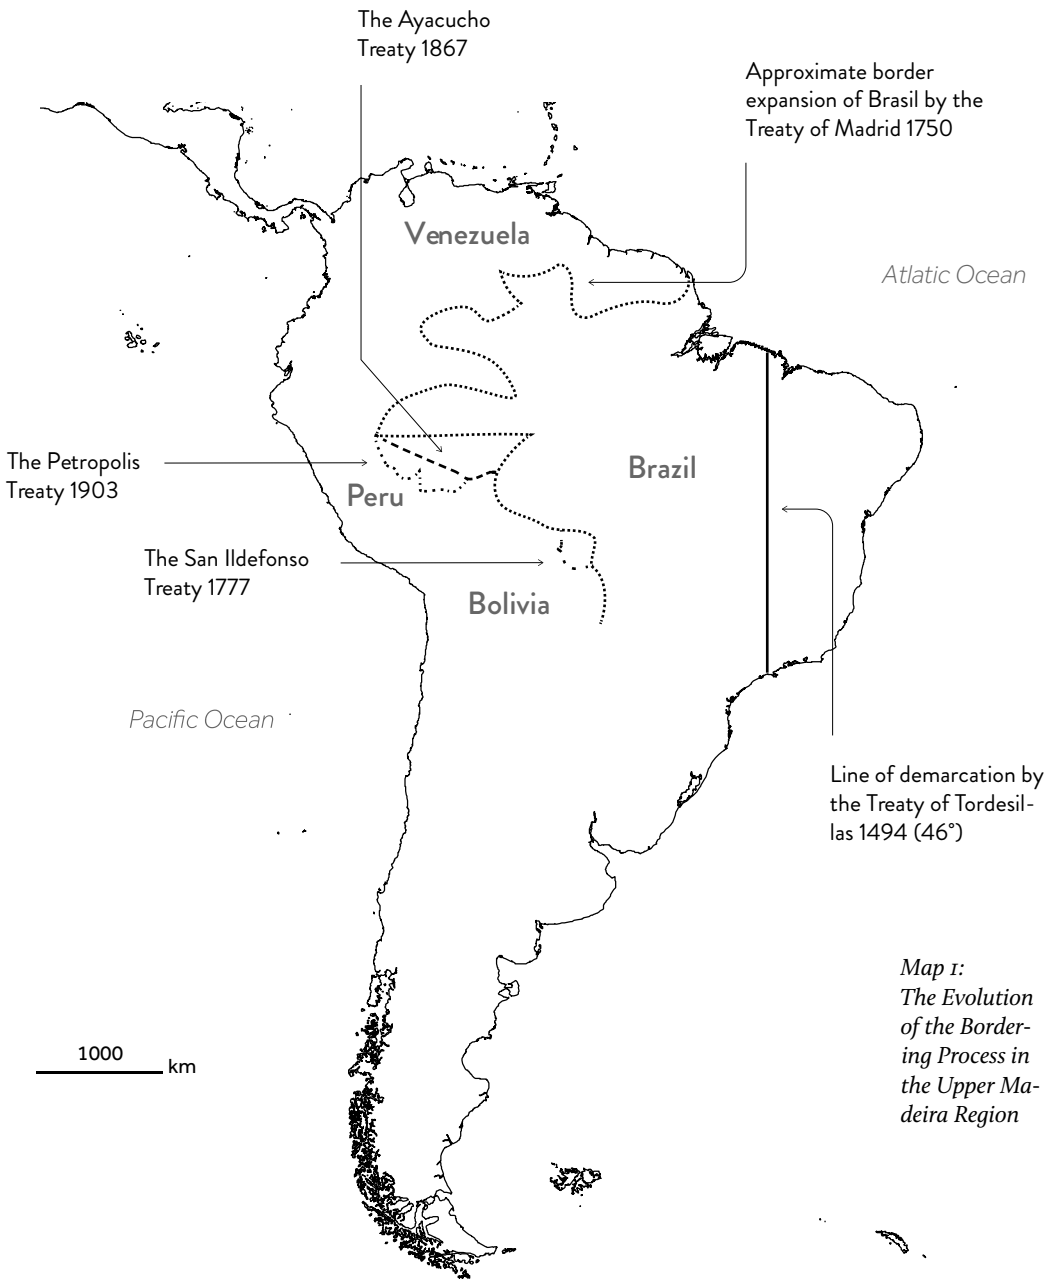 The Ayacucho
Treaty 1867
Approximate border
expansion of Brasil by the
Treaty of Madrid 1750
Venezuela
Atlatic Ocean
The Petropolis
Treaty 1903
Brazil
Peru
The San Ildefonso
Treaty 1777
Bolivia
Pacific Ocean
Line of demarcation by
the Treaty of Tordesil-
las 1494 (46°)
Map 1:
The Evolution
of the Border-
ing Process in
the Upper Ma-
deira Region
1000
km